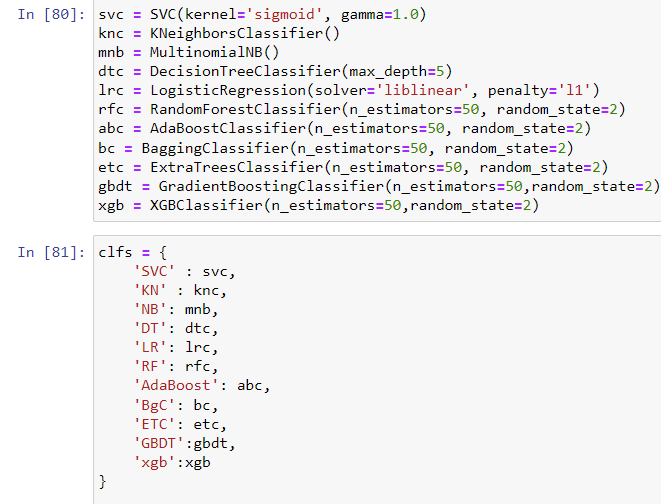 In [80]: svc = SVC(kernel='sigmoid', gamma=1.0)
knc = KNeighborsClassifier()
mnb = MultinomialNB()
dtc = DecisionTreeClassifier(max_depth=5)
lrc = LogisticRegression(solver='liblinear', penalty='l1')
rfc = RandomForestClassifier(n_estimators=50, random_state=2)
abc = AdaBoostClassifier(n_estimators=50, random_state=2)
bc = BaggingClassifier(n_estimators=50, random_state=2)
etc = ExtraTreesClassifier(n_estimators=50, random_state=2)
gbdt = GradientBoostingClassifier(n_estimators=50,random_state=2)
xgb = XGBClassifier(n_estimators=50,random_state=2)
In [81]: clfs = {
    'SVC' : svc,
    'KN' : knc,
    'NB': mnb,
    'DT': dtc,
    'LR': lrc,
    'RF': rfc,
    'AdaBoost': abc,
    'BgC': bc,
    'ETC': etc,
    'GBDT':gbdt,
    'xgb':xgb
}